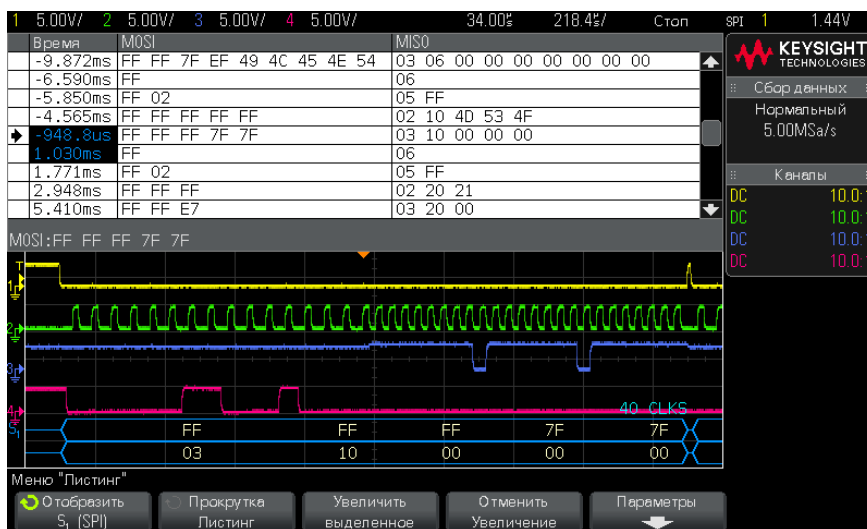 1 5.00V/ 2 5.00V/ 3 5.00V/ 4 5.00V/ 34.00s 218.4s/ Стоп SPI 1 1.44V
Время MOSI MISO
-9.872ms FF FF 7F EF 49 4C 45 4E 54 03 06 00 00 00 00 00 00 00
-6.590ms FF 06
-5.850ms FF 02 05 FF
-4.565ms FF FF FF FF FF 02 10 4D 53 4F
-948.8us FF FF FF 7F 7F 03 10 00 00 00
1.030ms FF 06
1.771ms FF 02 05 FF
2.948ms FF FF FF 02 20 21
5.410ms FF FF E7 03 20 00
MOSI:FF FF FF 7F 7F
KEYSIGHT
TECHNOLOGIES
Сбор данных
Нормальный
5.00MSa/s
Каналы
DC 10.0:
DC 10.0:
DC 10.0:
DC 10.0:
T
1
2
3
4
40 CLKS
S1
FF FF FF 7F 7F
03 10 00 00 00
Меню "Листинг"
Отобразить
S1 (SPI)
Прокрутка
Листинг
Увеличить
выделенное
Отменить
Увеличение
Параметры